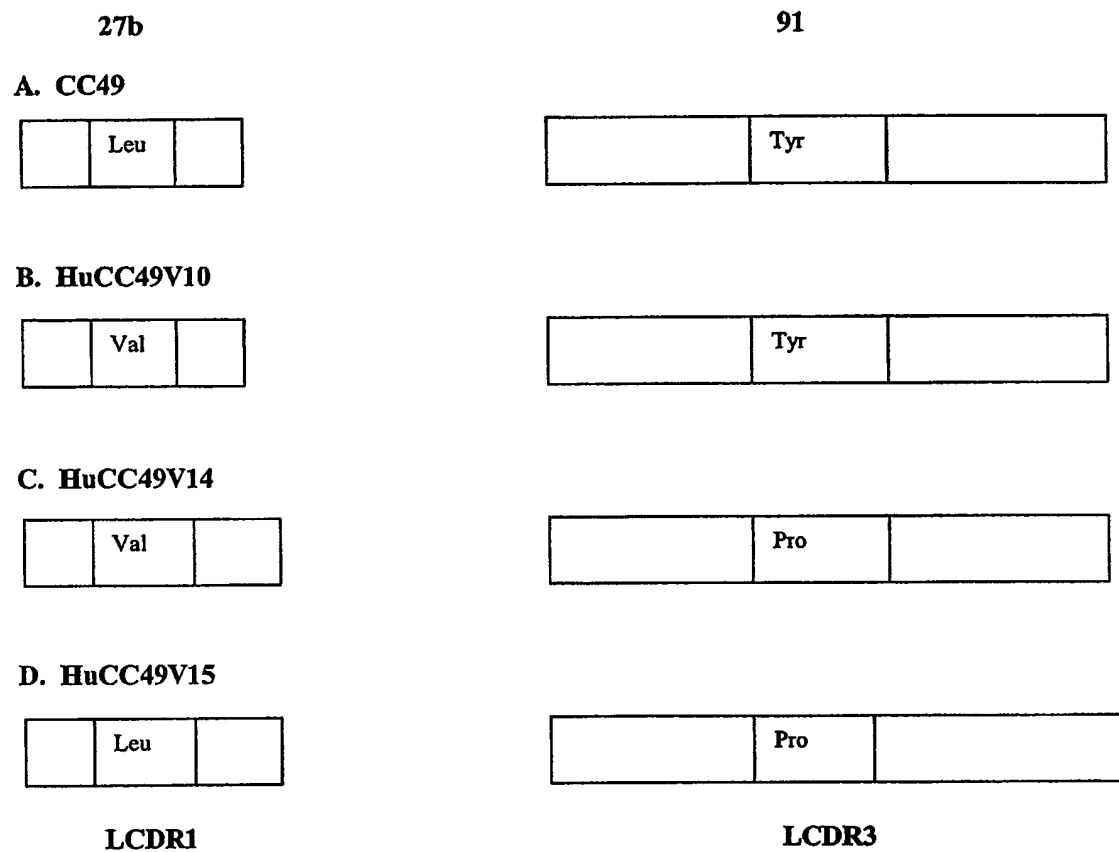 27b 91
A. CC49
Leu Tyr
B. HuCC49V10
Val Tyr
C. HuCC49V14
Val Pro
D. HuCC49V15
Leu Pro
LCDR1 LCDR3